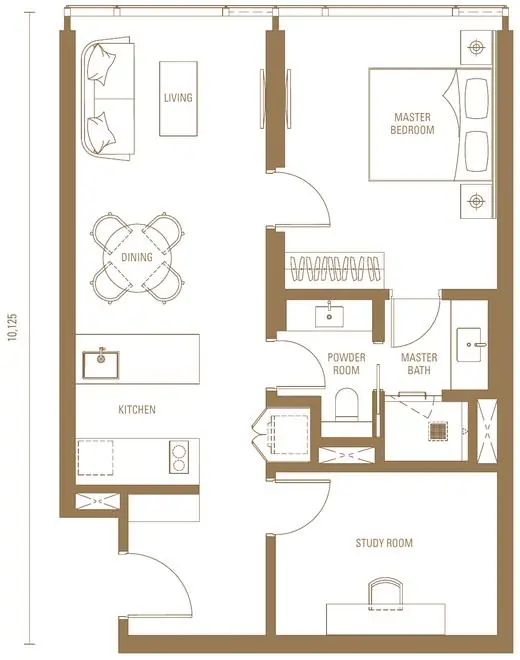 LIVING
MASTER
BEDROOM
DINING
10,125
POWDER
ROOM
MASTER
BATH
KITCHEN
STUDY ROOM